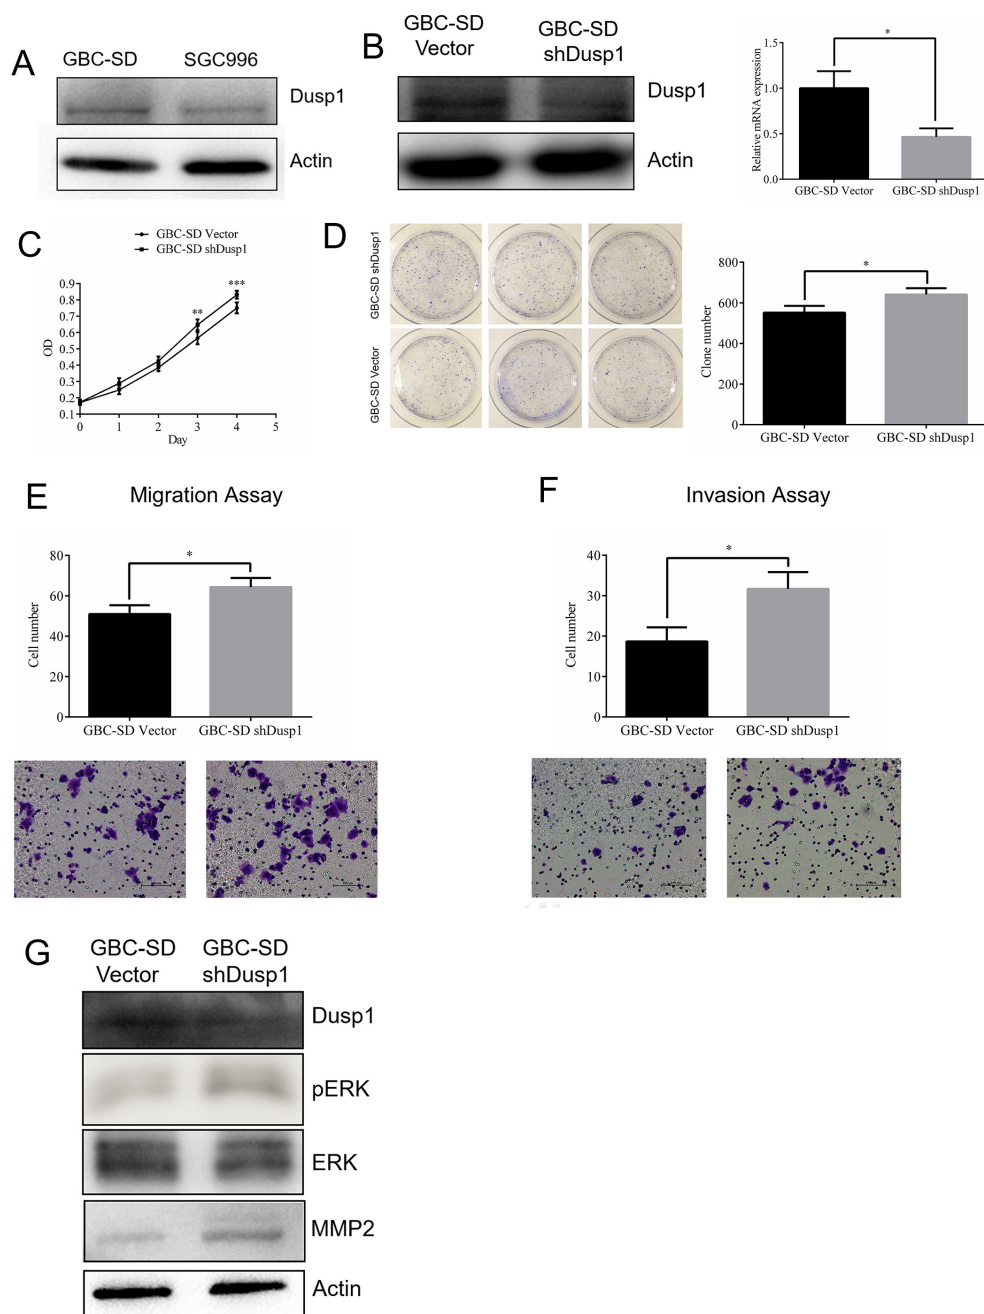 A
GBC-SD
SGC996
Dusp1
Actin
B
GBC-SD
Vector
GBC-SD
shDusp1
Dusp1
Actin
Relative mRNA expression
1.5
1.0
0.5
0.0
*
GBC-SD Vector
GBC-SD shDusp1
C
GBC-SD Vector
GBC-SD shDusp1
OD
0.9
0.8
0.7
0.6
0.5
0.4
0.3
0.2
0.1
**
***
0 1 2 3 4 5
Day
D
GBC-SD shDusp1
GBC-SD Vector
Clone number
800
600
400
200
0
*
GBC-SD Vector
GBC-SD shDusp1
E
Migration Assay
Cell number
80
60
40
20
0
*
GBC-SD Vector
GBC-SD shDusp1
F
Invasion Assay
Cell number
40
30
20
10
0
*
GBC-SD Vector
GBC-SD shDusp1
G
GBC-SD
Vector
GBC-SD
shDusp1
Dusp1
pERK
ERK
MMP2
Actin